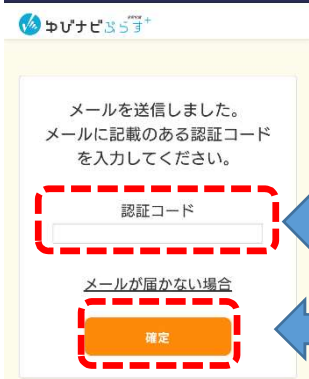 ゆびナビぷらす+
メールを送信しました。
メールに記載のある認証コード
を入力してください。
認証コード
メールが届かない場合
確定